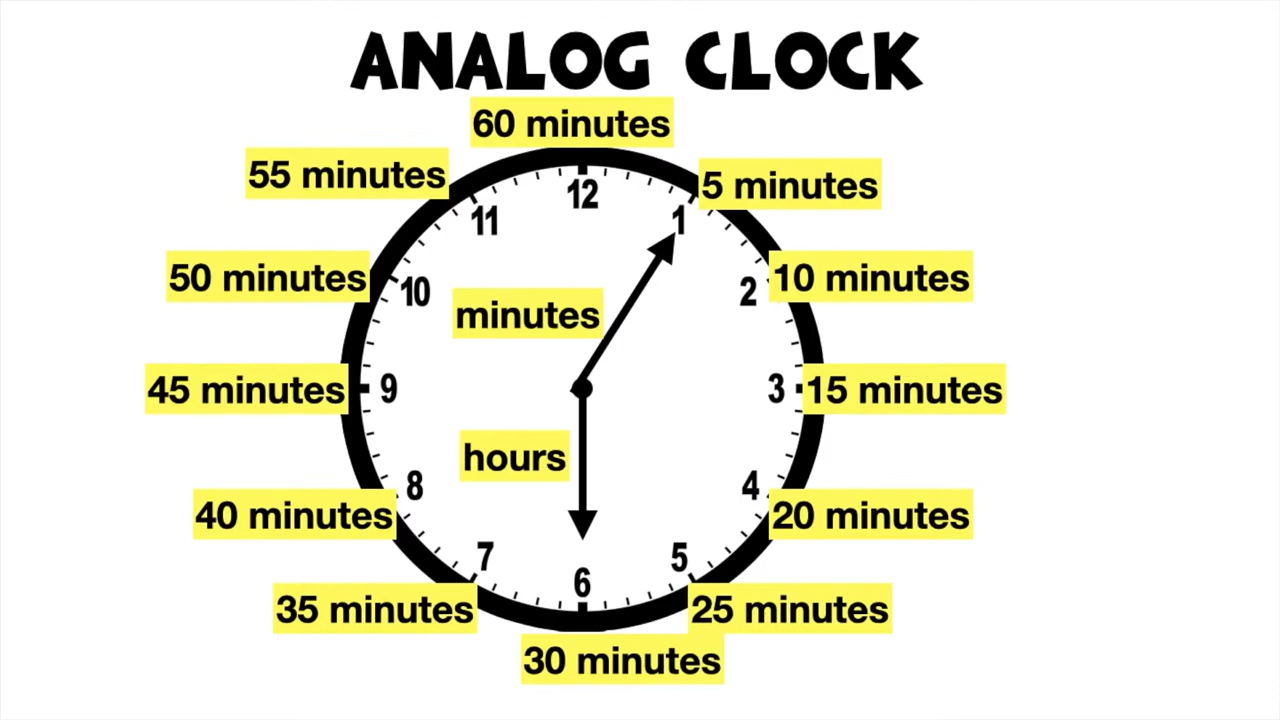 ANALOG CLOCK
60 minutes
55 minutes
5 minutes
12
11
1
50 minutes
10 minutes
10
2
minutes
45 minutes
9
3
15 minutes
hours
8
4
40 minutes
20 minutes
7
5
6
35 minutes
25 minutes
30 minutes